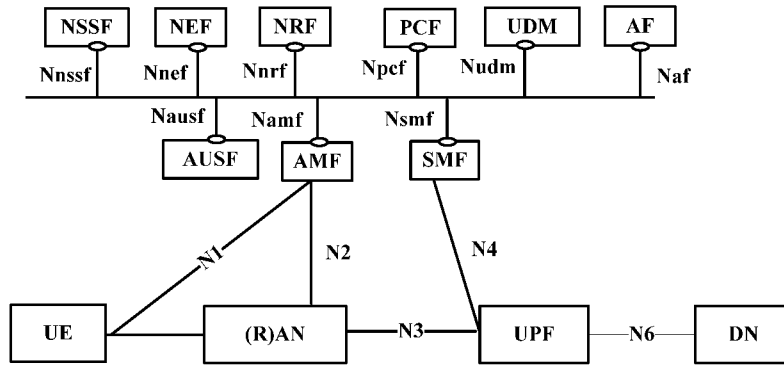 NSSF NEF NRF PCF UDM AF
Nnssf Nnef Nnrf Npcf Nudm Naf
Nausf Namf Nsmf
AUSF AMF SMF
N1 N2 N4
UE (R)AN N3 UPF N6 DN